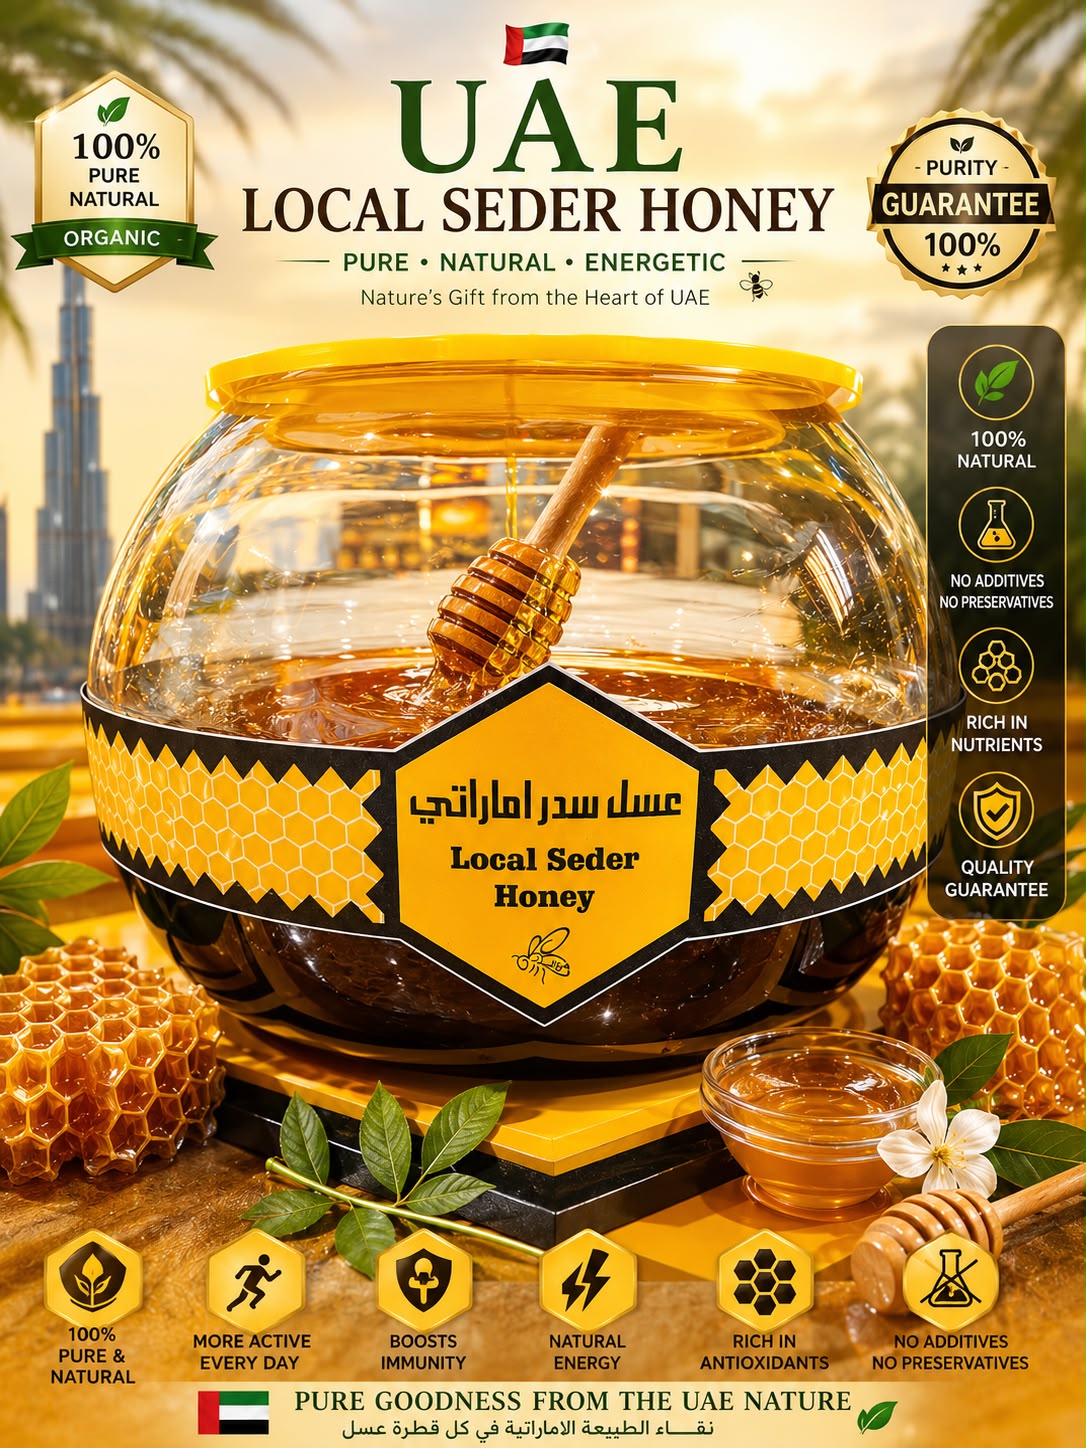 UAE
LOCAL SEDER HONEY
PURE • NATURAL • ENERGETIC
Nature's Gift from the Heart of UAE
100%
PURE
NATURAL
ORGANIC
- PURITY -
GUARANTEE
100%
100%
NATURAL
NO ADDITIVES
NO PRESERVATIVES
RICH IN
NUTRIENTS
QUALITY
GUARANTEE
عسل سدر اماراتي
Local Seder
Honey
100%
PURE &
NATURAL
MORE ACTIVE
EVERY DAY
BOOSTS
IMMUNITY
NATURAL
ENERGY
RICH IN
ANTIOXIDANTS
NO ADDITIVES
NO PRESERVATIVES
PURE GOODNESS FROM THE UAE NATURE
نقـــاء الطبيعة الاماراتية في كل قطرة عسل